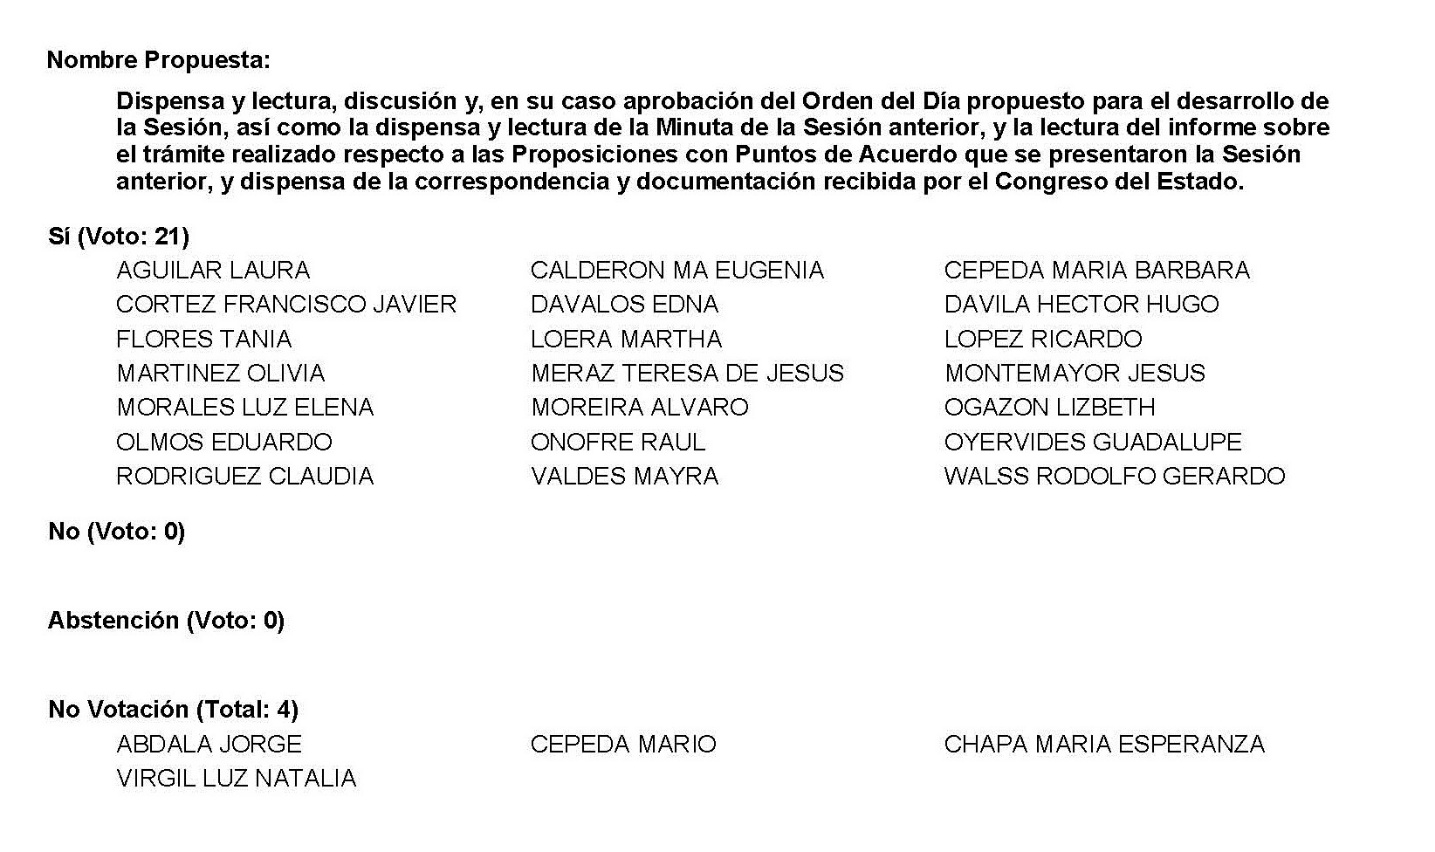 Nombre Propuesta:
Dispensa y lectura, discusión y, en su caso aprobación del Orden del Día propuesto para el desarrollo de
la Sesión, así como la dispensa y lectura de la Minuta de la Sesión anterior, y la lectura del informe sobre
el trámite realizado respecto a las Proposiciones con Puntos de Acuerdo que se presentaron la Sesión
anterior, y dispensa de la correspondencia y documentación recibida por el Congreso del Estado.
Sí (Voto: 21)
AGUILAR LAURA CALDERON MA EUGENIA CEPEDA MARIA BARBARA
CORTEZ FRANCISCO JAVIER DAVALOS EDNA DAVILA HECTOR HUGO
FLORES TANIA LOERA MARTHA LOPEZ RICARDO
MARTINEZ OLIVIA MERAZ TERESA DE JESUS MONTEMAYOR JESUS
MORALES LUZ ELENA MOREIRA ALVARO OGAZON LIZBETH
OLMOS EDUARDO ONOFRE RAUL OYERVIDES GUADALUPE
RODRIGUEZ CLAUDIA VALDES MAYRA WALSS RODOLFO GERARDO
No (Voto: 0)
Abstención (Voto: 0)
No Votación (Total: 4)
ABDALA JORGE CEPEDA MARIO CHAPA MARIA ESPERANZA
VIRGIL LUZ NATALIA